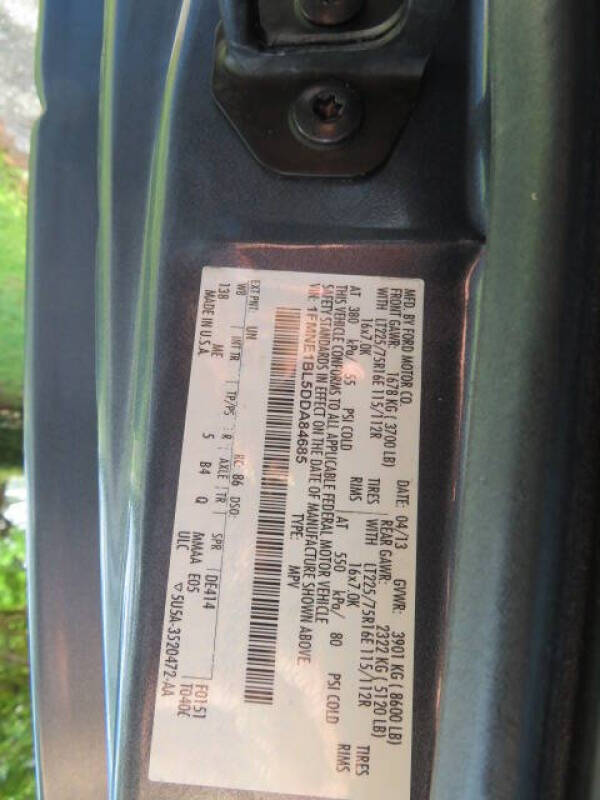 MFD. BY FORD MOTOR CO. DATE: 04/13 GVWR: 3901 KG ( 8600 LB)
FRONT GAWR: 1678 KG ( 3700 LB) REAR GAWR: 2322 KG ( 5120 LB)
WITH LT225/75R16E 115/112R TIRES WITH LT225/75R16E 115/112R TIRES
16x7.0K RIMS 16x7.0K RIMS
AT 380 kPa/ 55 PSI COLD AT 550 kPa/ 80 PSI COLD
THIS VEHICLE CONFORMS TO ALL APPLICABLE FEDERAL MOTOR VEHICLE
SAFETY STANDARDS IN EFFECT ON THE DATE OF MANUFACTURE SHOWN ABOVE.
VIN: 1FMNE1BL5DDA84685 TYPE: MPV
EXT PNT: UN RC: 86 DSO:
WB INT TR TP/PS R AXLE TR SPR DE414 F0151
138 ME 5 B4 Q MMAA ED5 T040C
MADE IN U.S.A. ULC ▽5U5A-3520472-AA